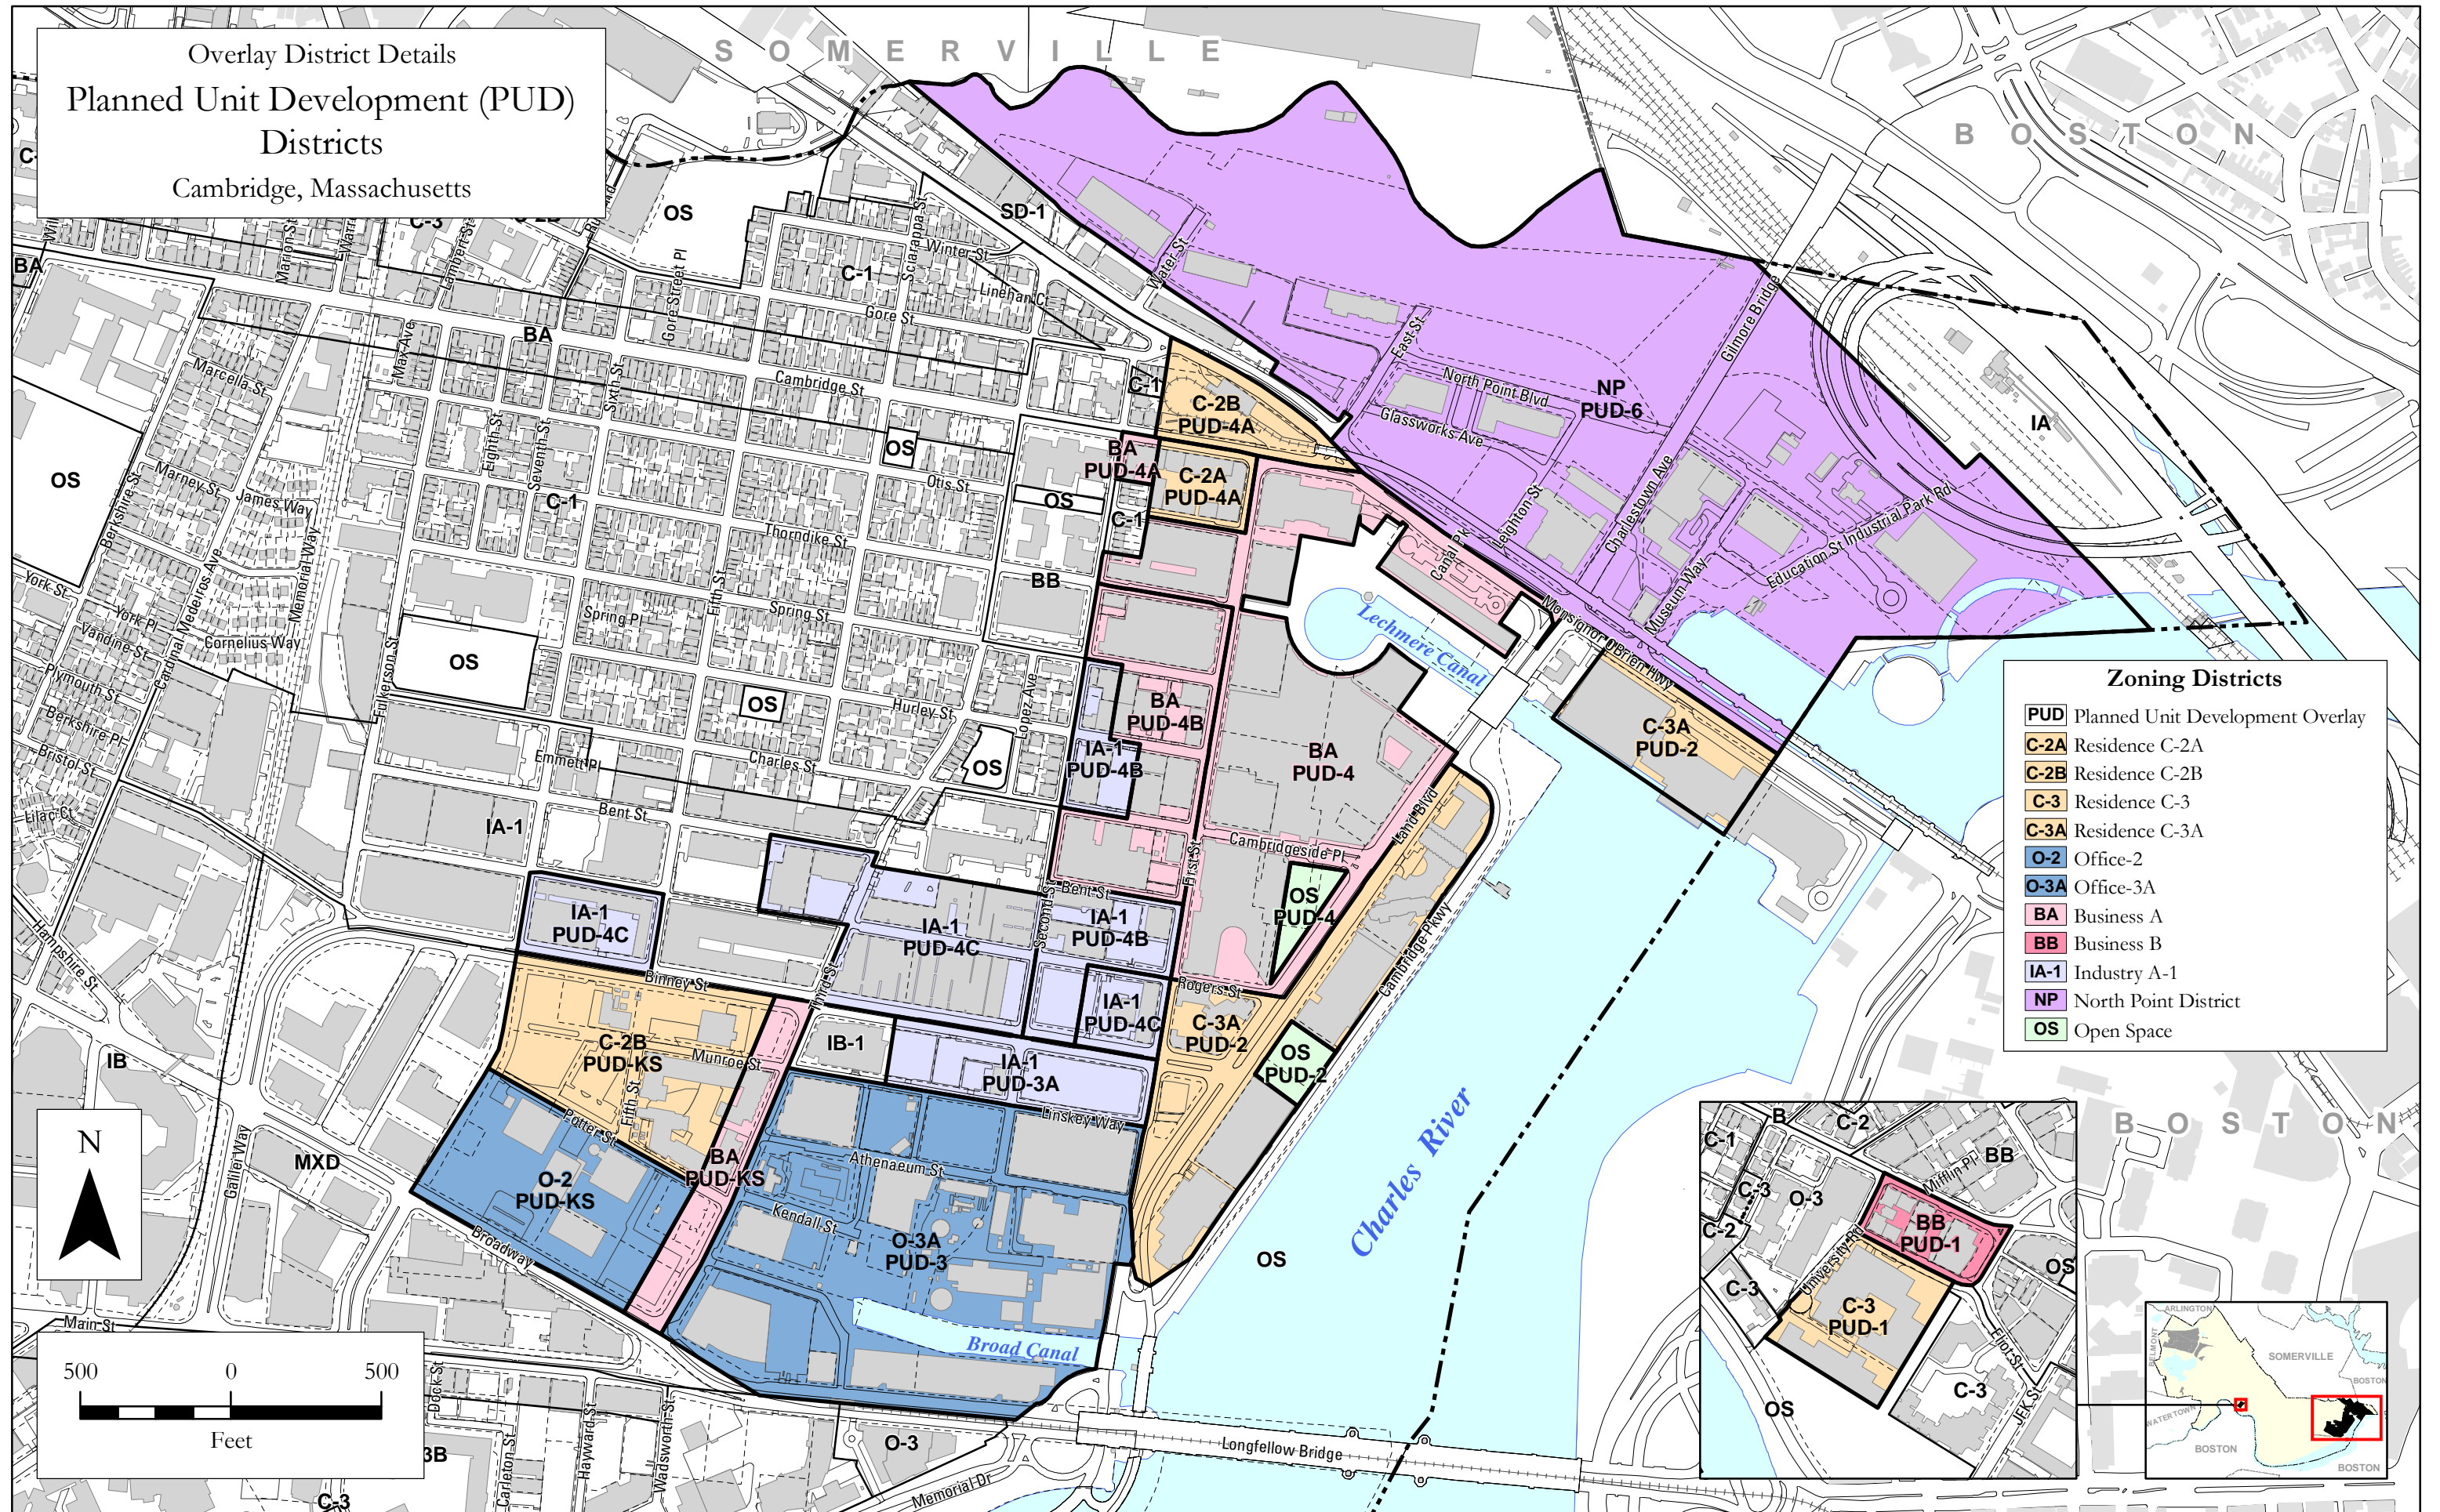 Overlay District Details
Planned Unit Development (PUD)
Districts
Cambridge, Massachusetts
S O M E R V I L L E
B O S T O N
OS
C-3
SD-1
Marion St
Lambert St
Gore Street Pl
Sciarappa St
Winter St
C-1
Linehan Ct
Gore St
Water St
BA
BA
Max Ave
Sixth St
Cambridge St
Marcella St
C-1
C-2B
PUD-4A
East St
North Point Blvd
Glassworks Ave
NP
PUD-6
Gilmore Bridge
IA
OS
Berkshire St
Marney St
James Way
Eighth St
Seventh St
C-1
OS
Otis St
OS
BA
PUD-4A
C-2A
PUD-4A
C-1
Thorndike St
Canal Pk
Leighton St
Charlestown Ave
Museum Way
Education St
Industrial Park Rd
Monsignor O'Brien Hwy
York St
York Pl
Vandine St
Plymouth St
Berkshire Pl
Bristol St
Lilac Ct
Cardinal Medeiros Ave
Memorial Way
Cornelius Way
Fulkerson St
OS
Spring Pl
Fifth St
Spring St
BB
OS
Hurley St
Lopez Ave
OS
Lechmere Canal
BA
PUD-4B
IA-1
PUD-4B
BA
PUD-4
C-3A
PUD-2
Emmett Pl
Charles St
Bent St
IA-1
Cambridgeside Pl
Land Blvd
First St
Second St
Bent St
OS
PUD-4
IA-1
PUD-4C
IA-1
PUD-4C
IA-1
PUD-4B
Cambridge Pkwy
Hampshire St
Binney St
Third St
Rogers St
IA-1
PUD-4C
C-3A
PUD-2
OS
PUD-2
C-2B
PUD-KS
Munroe St
Fifth St
IB-1
IA-1
PUD-3A
Linskey Way
IB
Potter St
MXD
Galilei Way
O-2
PUD-KS
BA
PUD-KS
Athenaeum St
Kendall St
O-3A
PUD-3
Broad Canal
Broadway
Charles River
OS
Main St
Dock St
Carleton St
Hayward St
Wadsworth St
O-3
Memorial Dr
Longfellow Bridge
3B
C-3
N
500 0 500
Feet
Zoning Districts
PUD Planned Unit Development Overlay
C-2A Residence C-2A
C-2B Residence C-2B
C-3 Residence C-3
C-3A Residence C-3A
O-2 Office-2
O-3A Office-3A
BA Business A
BB Business B
IA-1 Industry A-1
NP North Point District
OS Open Space
B O S T O N
B
C-2
C-1
BB
Mifflin Pl
C-3
O-3
C-2
BB
PUD-1
University Rd
OS
C-3
C-3
PUD-1
Eliot St
C-3
JFK St
OS
ARLINGTON
BELMONT
SOMERVILLE
BOSTON
WATERTOWN
BOSTON
BOSTON